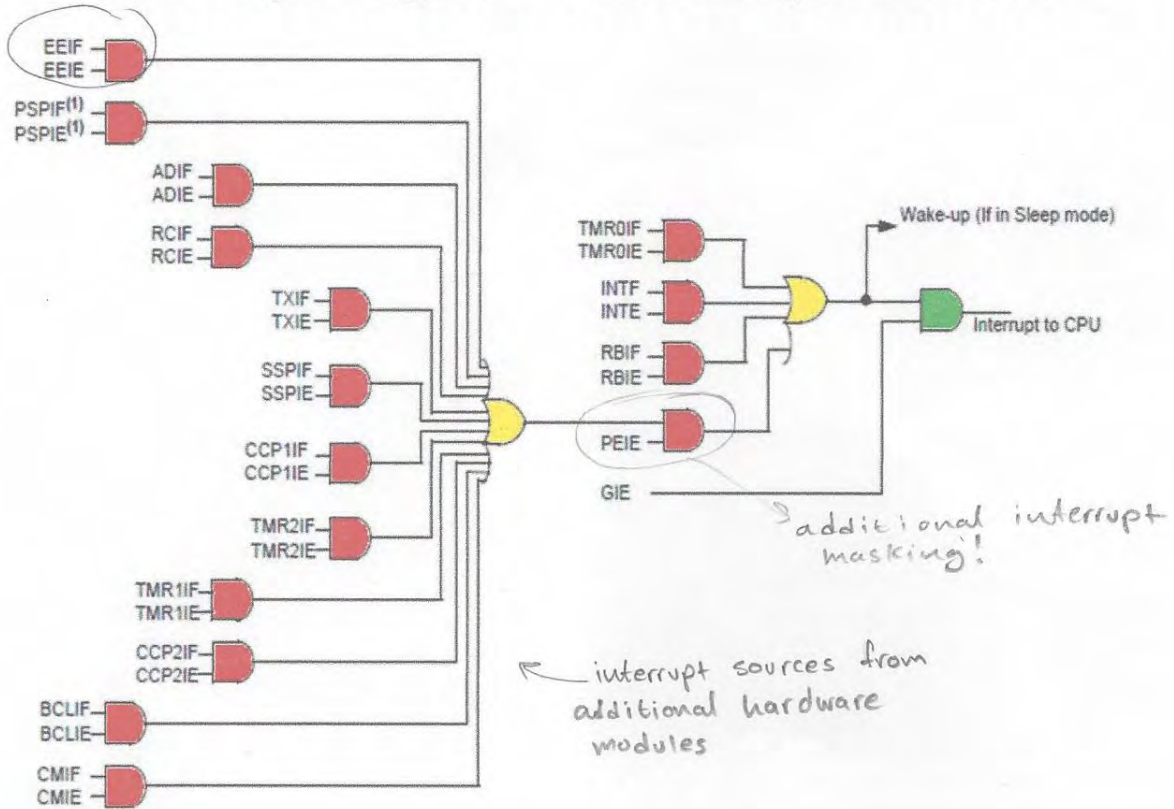 EEIF
EEIE
PSPIF(1)
PSPIE(1)
ADIF
ADIE
RCIF
RCIE
TXIF
TXIE
SSPIF
SSPIE
CCP1IF
CCP1IE
TMR2IF
TMR2IE
TMR1IF
TMR1IE
CCP2IF
CCP2IE
BCLIF
BCLIE
CMIF
CMIE
TMR0IF
TMR0IE
INTF
INTE
RBIF
RBIE
PEIE
GIE
Wake-up (If in Sleep mode)
Interrupt to CPU
additional interrupt
masking!
interrupt sources from
additional hardware
modules